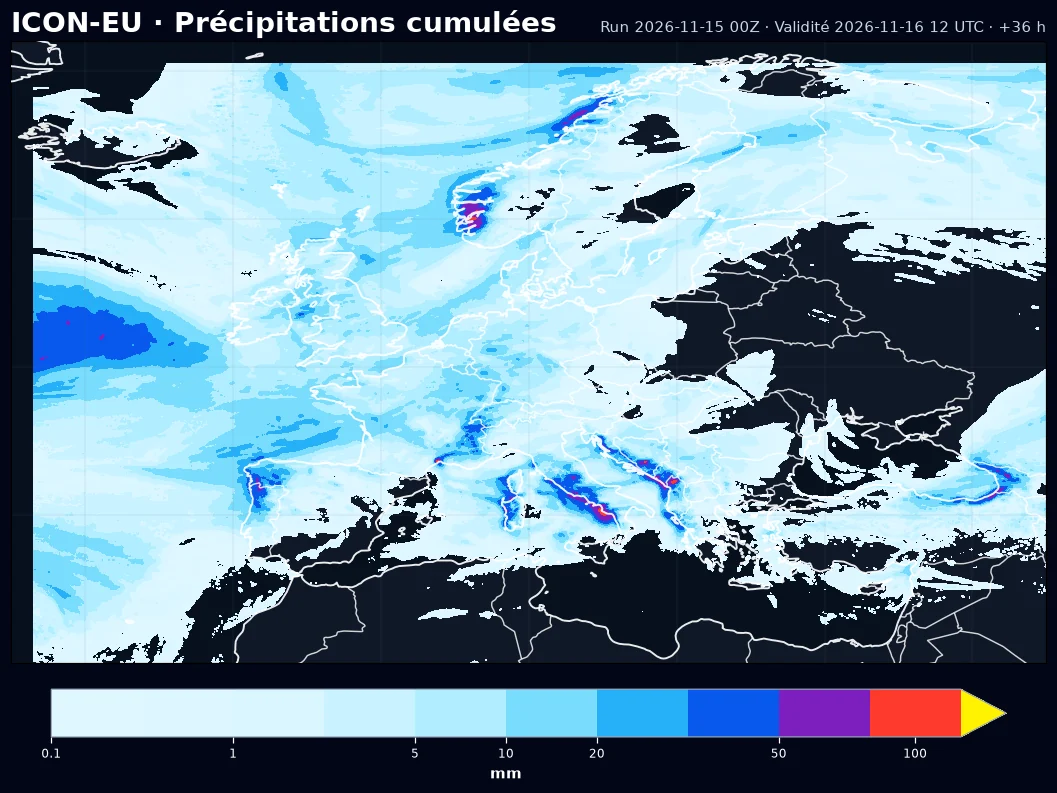 ICON-EU · Précipitations cumulées
Run 2026-11-15 00Z · Validité 2026-11-16 12 UTC · +36 h
0.1 1 5 10 20 50 100
mm